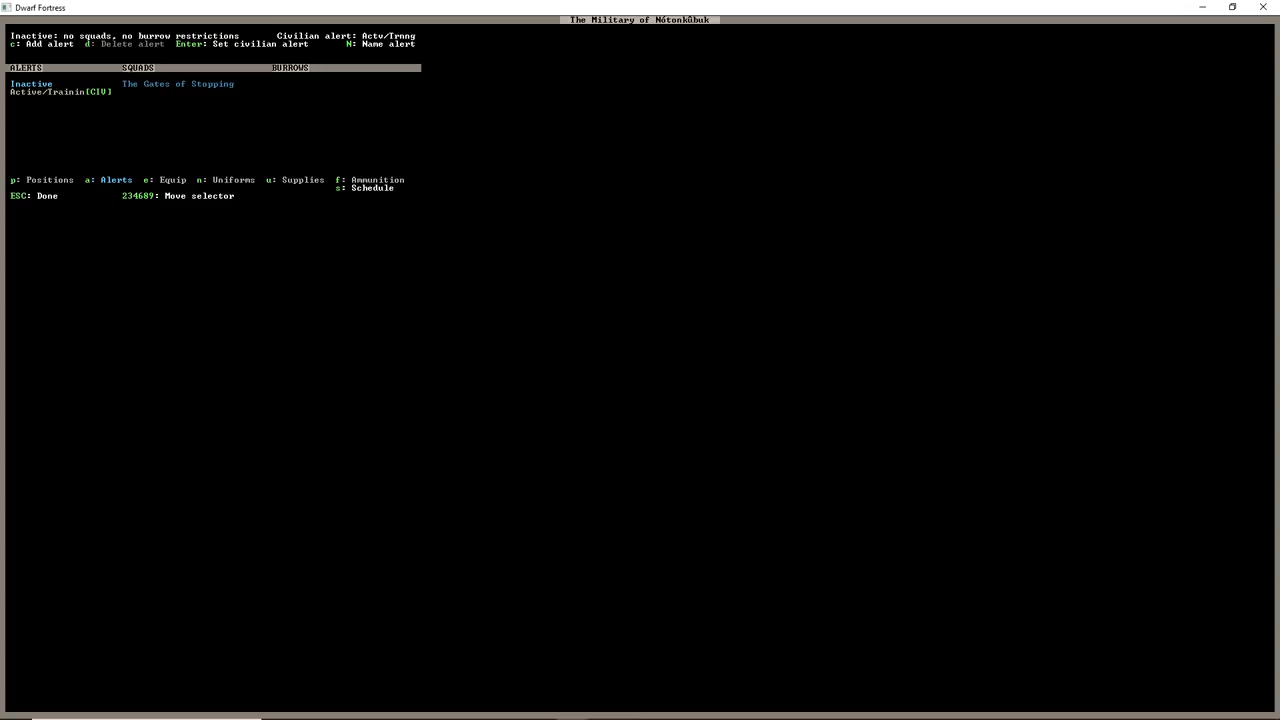 Dwarf Fortress
The Military of Nótonkûbuk
Inactive: no squads, no burrow restrictions Civilian alert: Actv/Trnng
c: Add alert d: Delete alert Enter: Set civilian alert N: Name alert
ALERTS SQUADS BURROWS
Inactive The Gates of Stopping
Active/Trainin[CIV]
p: Positions a: Alerts e: Equip n: Uniforms u: Supplies f: Ammunition
s: Schedule
ESC: Done 234689: Move selector